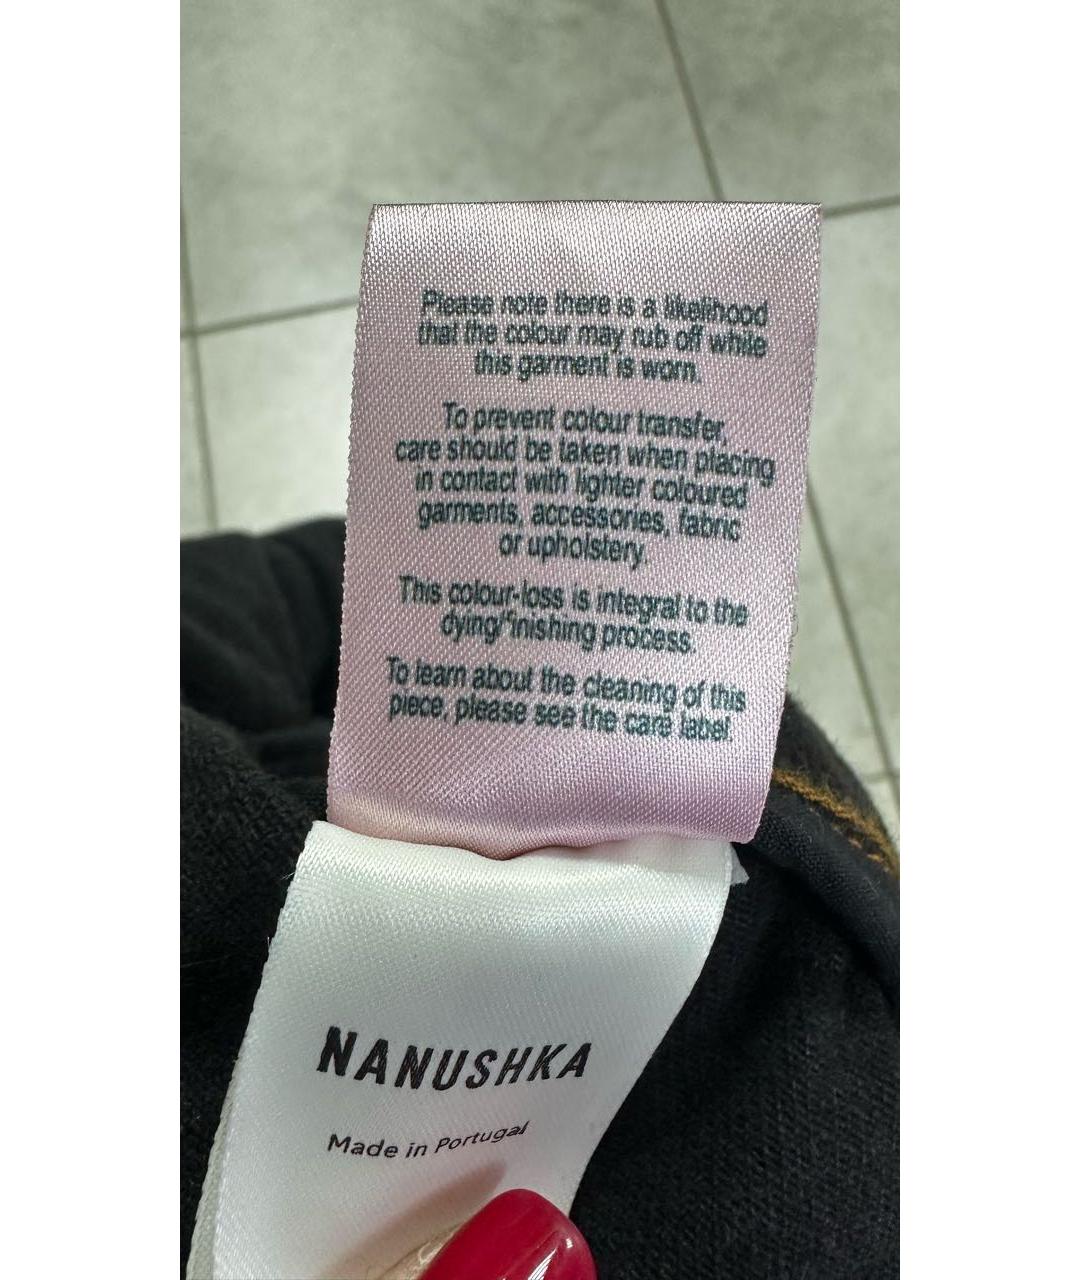 Please note there is a likelihood
that the colour may rub off while
this garment is worn.
To prevent colour transfer,
care should be taken when placing
in contact with lighter coloured
garments, accessories, fabric
or upholstery.
This colour-loss is integral to the
dying/finishing process.
To learn about the cleaning of this
piece, please see the care label.
NANUSHKA
Made in Portugal